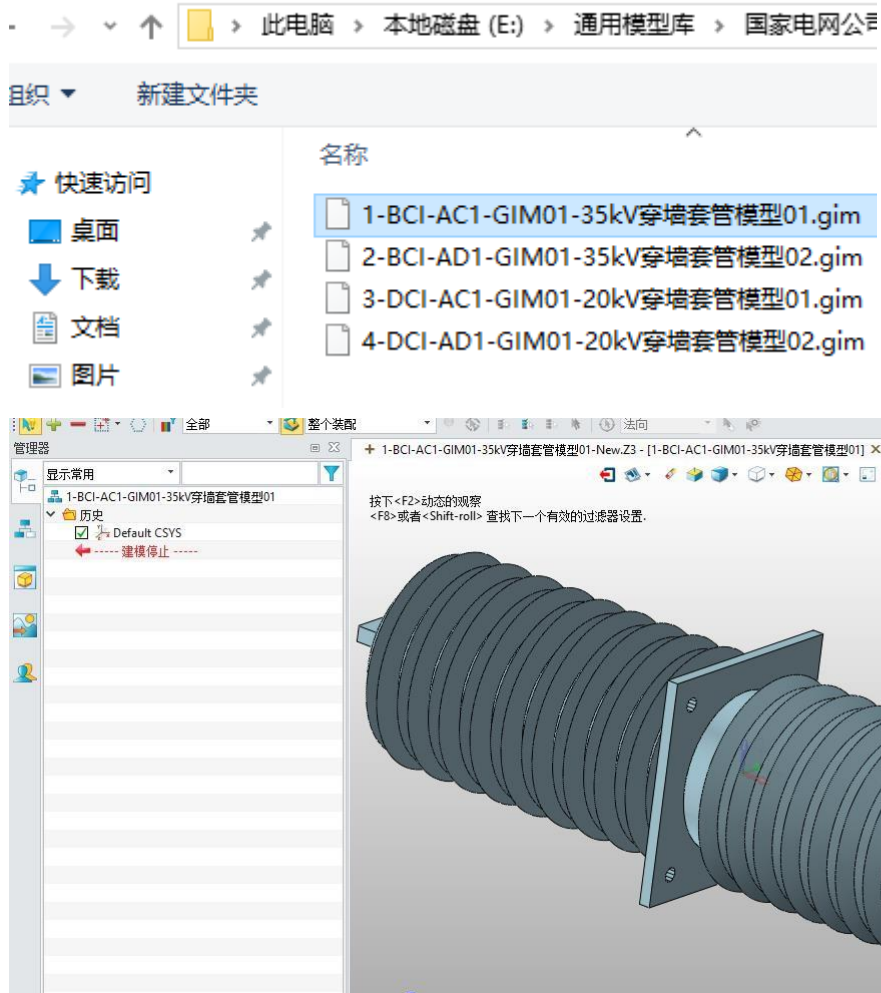 此电脑 › 本地磁盘 (E:) › 通用模型库 › 国家电网公
组织 新建文件夹
名称
快速访问
桌面
下载
文档
图片
1-BCI-AC1-GIM01-35kV穿墙套管模型01.gim
2-BCI-AD1-GIM01-35kV穿墙套管模型02.gim
3-DCI-AC1-GIM01-20kV穿墙套管模型01.gim
4-DCI-AD1-GIM01-20kV穿墙套管模型02.gim
全部 整个装配 法向
管理器
显示常用
1-BCI-AC1-GIM01-35kV穿墙套管模型01
历史
Default CSYS
----- 建模停止 -----
1-BCI-AC1-GIM01-35kV穿墙套管模型01-New.Z3 - [1-BCI-AC1-GIM01-35kV穿墙套管模型01]
按下<F2>动态的观察
<F8>或者<Shift-roll> 查找下一个有效的过滤器设置.